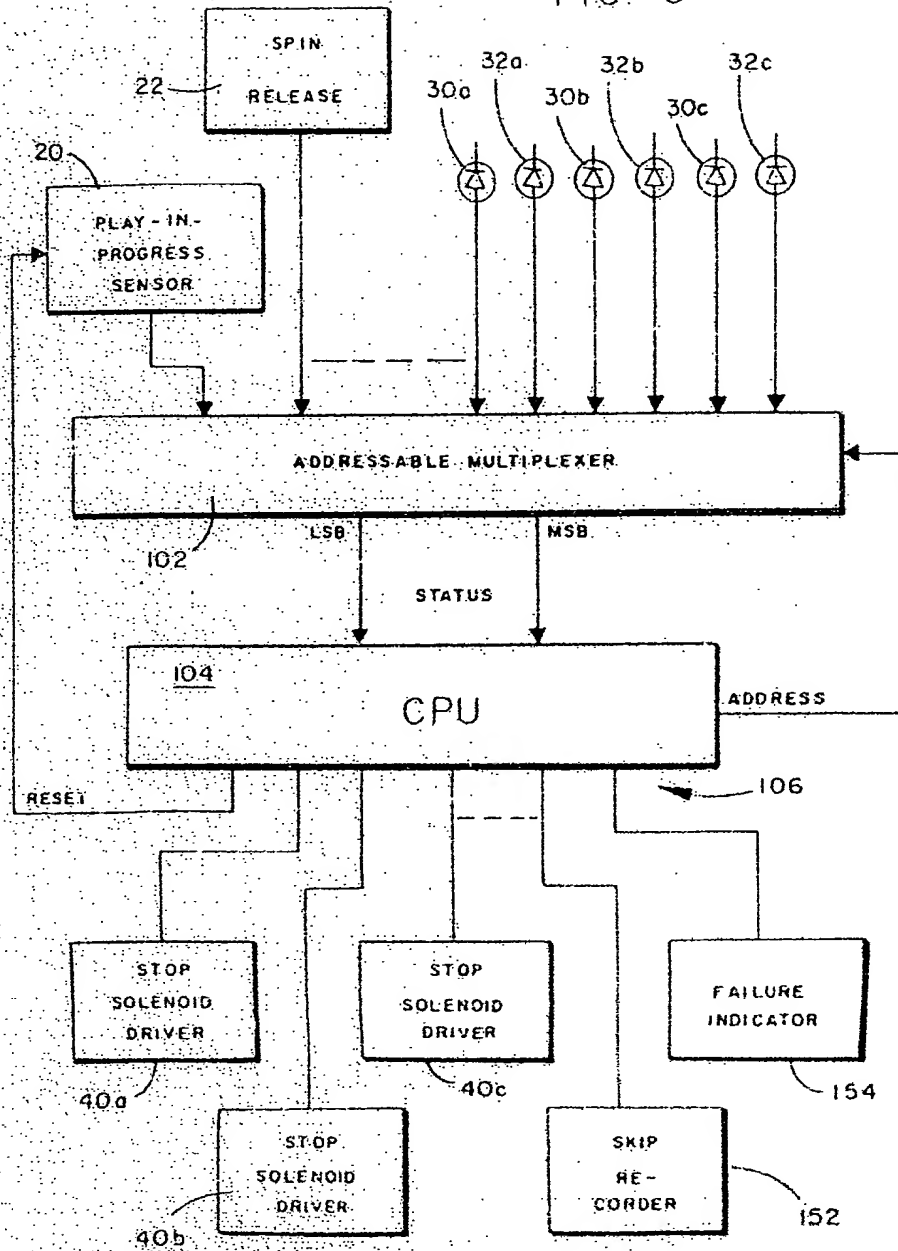 SPIN
RELEASE
22
30a
32a
30b
32b
30c
32c
20
PLAY-IN-
PROGRESS
SENSOR
ADDRESSABLE MULTIPLEXER
102
LSB
MSB
STATUS
104
CPU
ADDRESS
RESET
106
STOP
SOLENOID
DRIVER
40a
STOP
SOLENOID
DRIVER
40c
FAILURE
INDICATOR
154
STOP
SOLENOID
DRIVER
40b
SKIP
RE-
CORDER
152